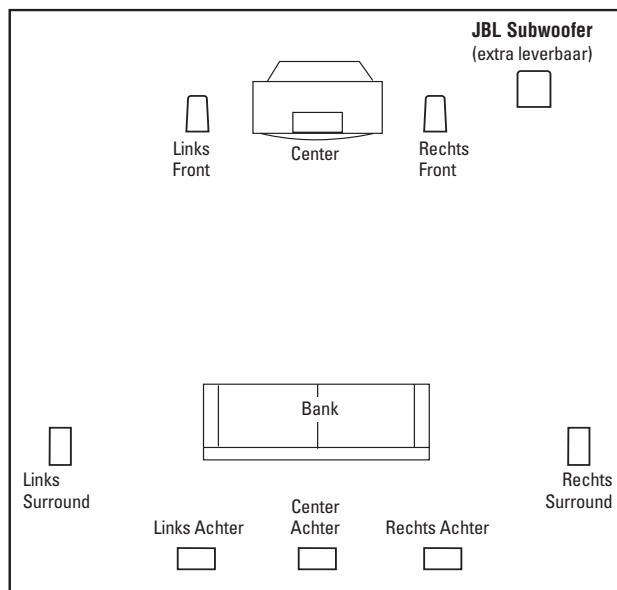 JBL Subwoofer
(extra leverbaar)
Links
Front
Center
Rechts
Front
Bank
Links
Surround
Rechts
Surround
Links Achter
Center
Achter
Rechts Achter